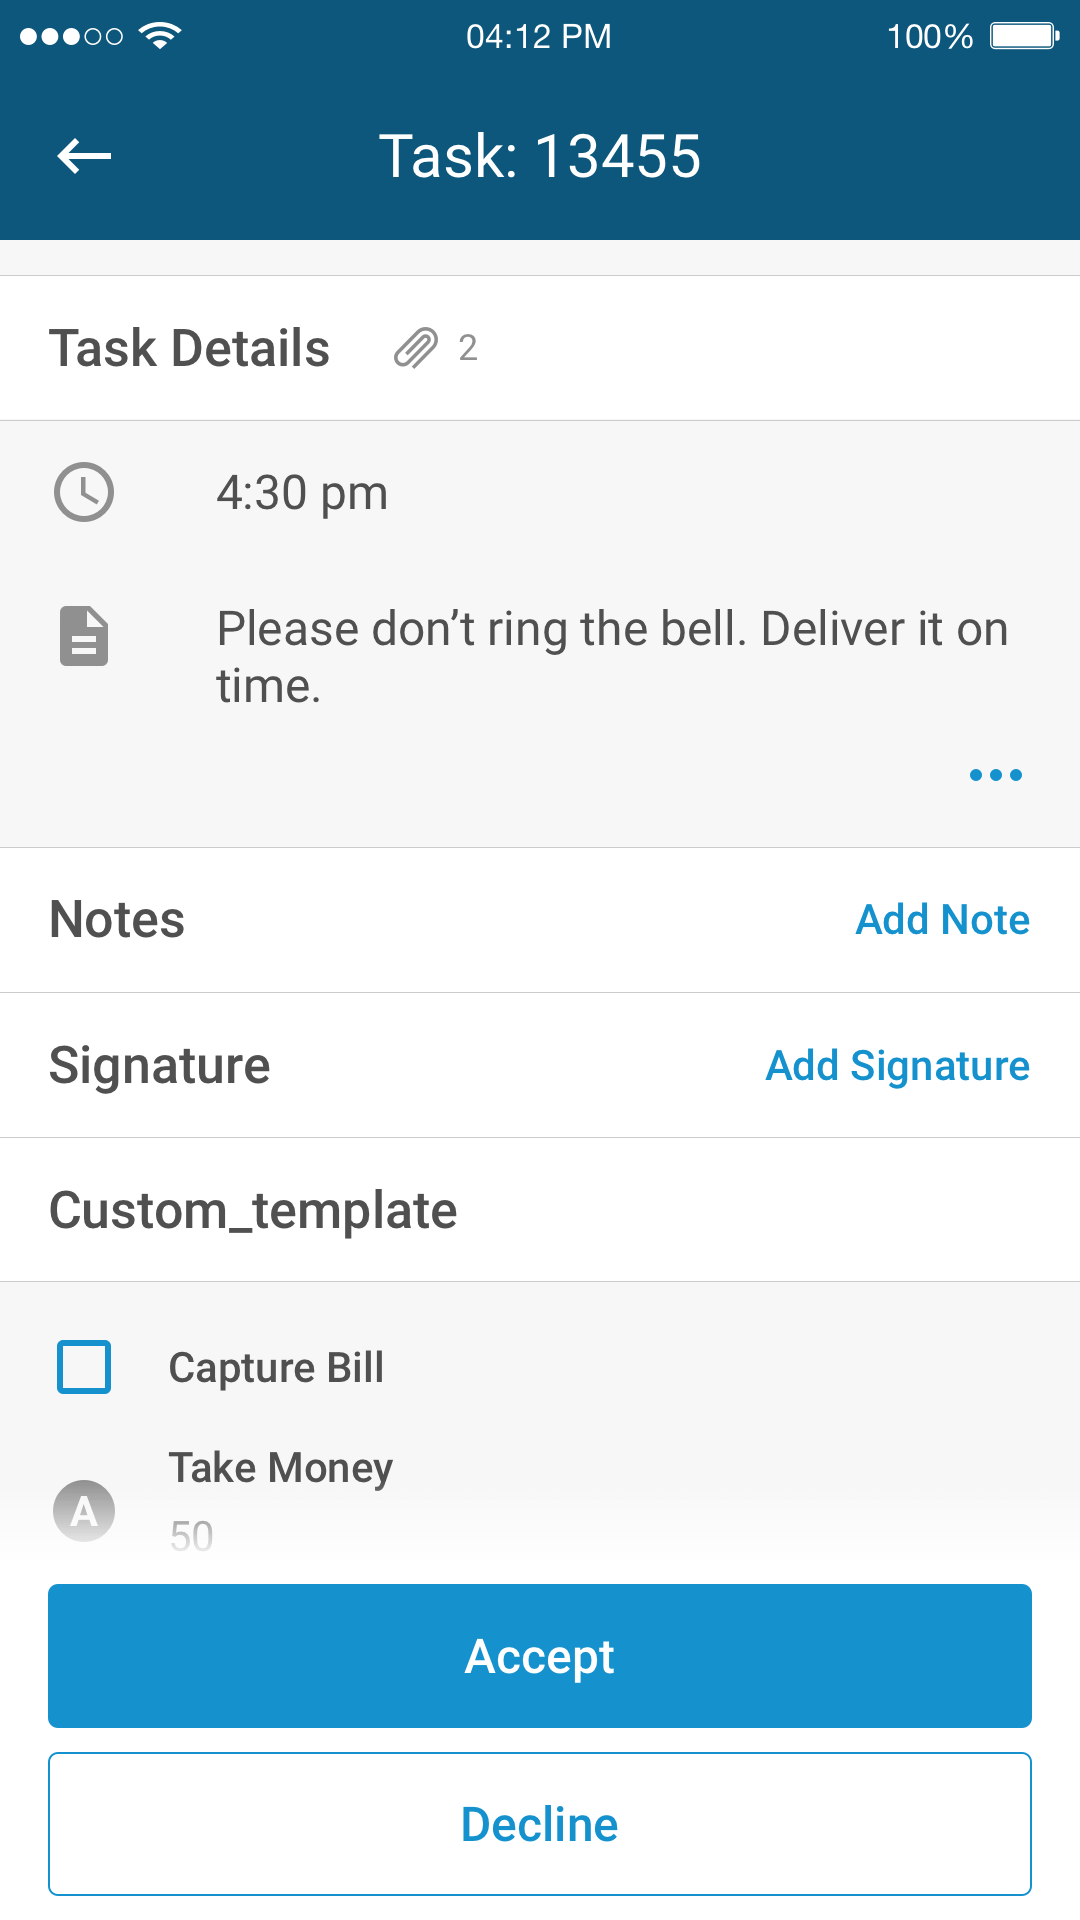 04:12 PM 100%
Task: 13455
Task Details 2
4:30 pm
Please don’t ring the bell. Deliver it on
time.
Notes Add Note
Signature Add Signature
Custom_template
Capture Bill
Take Money
A
50
Accept
Decline